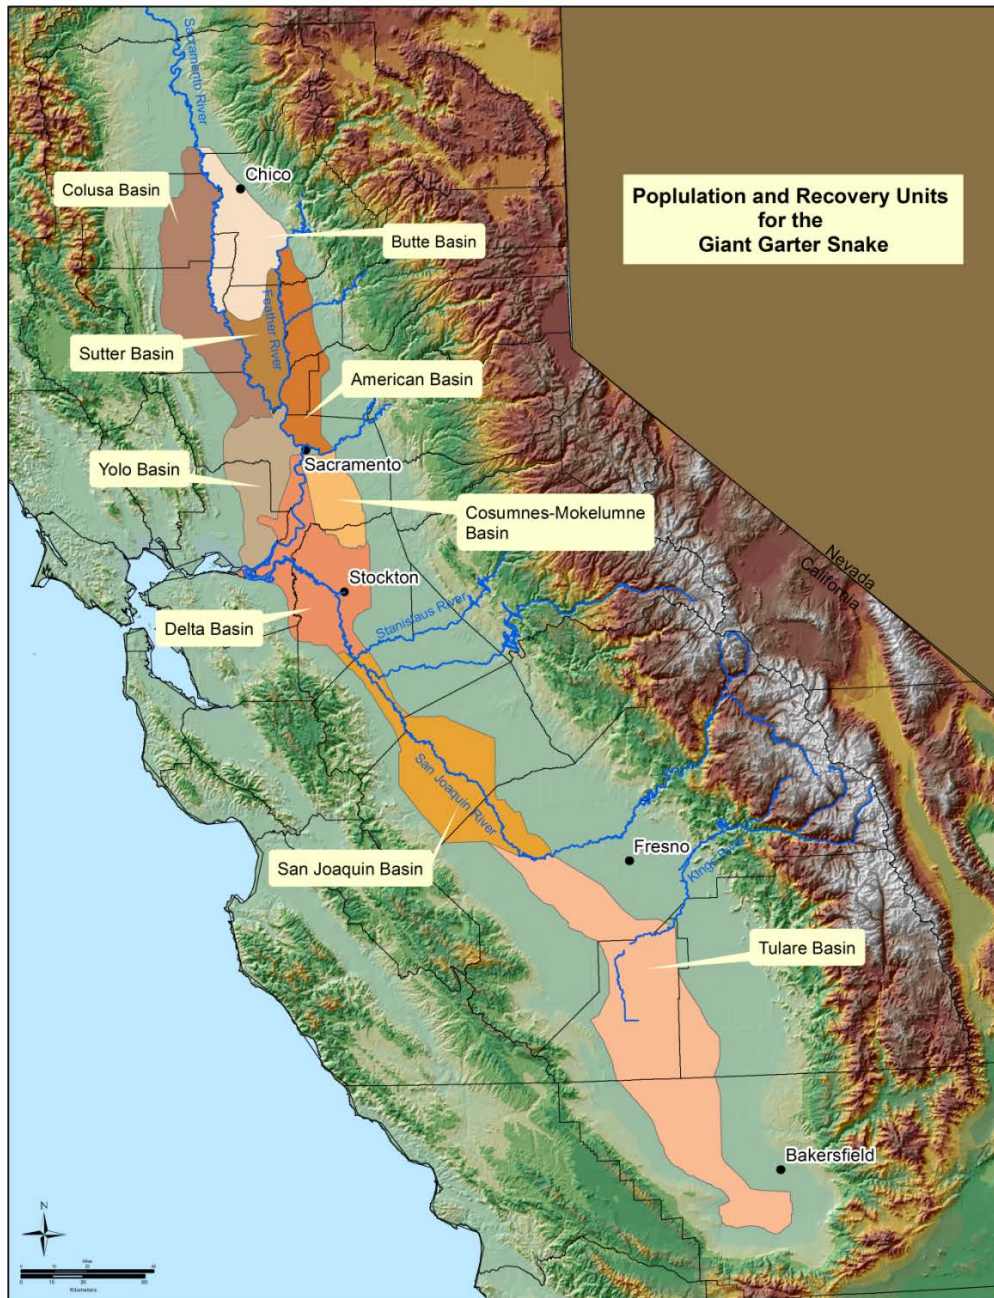 Sacramento River
Chico
Colusa Basin
Butte Basin
Poplulation and Recovery Units
for the
Giant Garter Snake
Feather River
Sutter Basin
American Basin
Yolo Basin
Sacramento
Cosumnes-Mokelumne
Basin
Nevada
California
Stockton
Stanislaus River
Delta Basin
San Joaquin River
Fresno
Kings River
San Joaquin Basin
Tulare Basin
Bakersfield
N
Miles
Kilometers